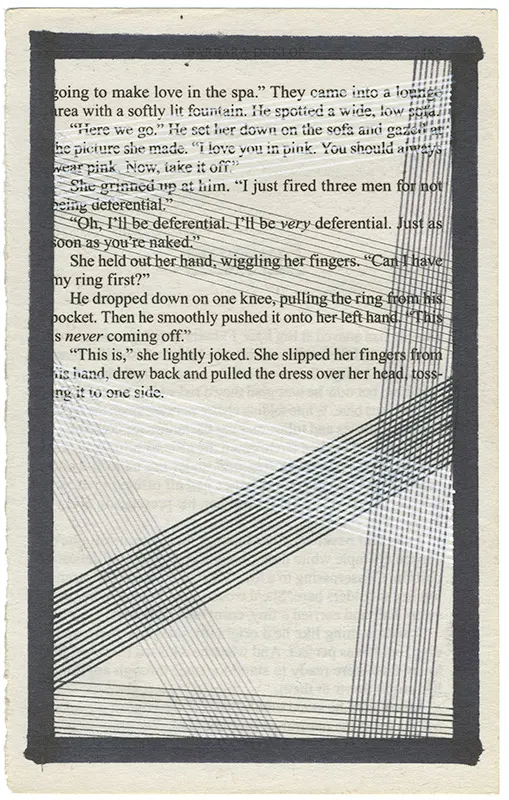 BARBARA DUNLOP
going to make love in the spa.” They came into a lounge
area with a softly lit fountain. He spotted a wide, low sofa.
“Here we go.” He set her down on the sofa and gazed at
the picture she made. “I love you in pink. You should always
wear pink. Now, take it off.”
She grinned up at him. “I just fired three men for not
being deferential.”
“Oh, I’ll be deferential. I’ll be very deferential. Just as
soon as you’re naked.”
She held out her hand, wiggling her fingers. “Can I have
my ring first?”
He dropped down on one knee, pulling the ring from his
pocket. Then he smoothly pushed it onto her left hand. “This
is never coming off.”
“This is,” she lightly joked. She slipped her fingers from
his hand, drew back and pulled the dress over her head, toss-
ing it to one side.